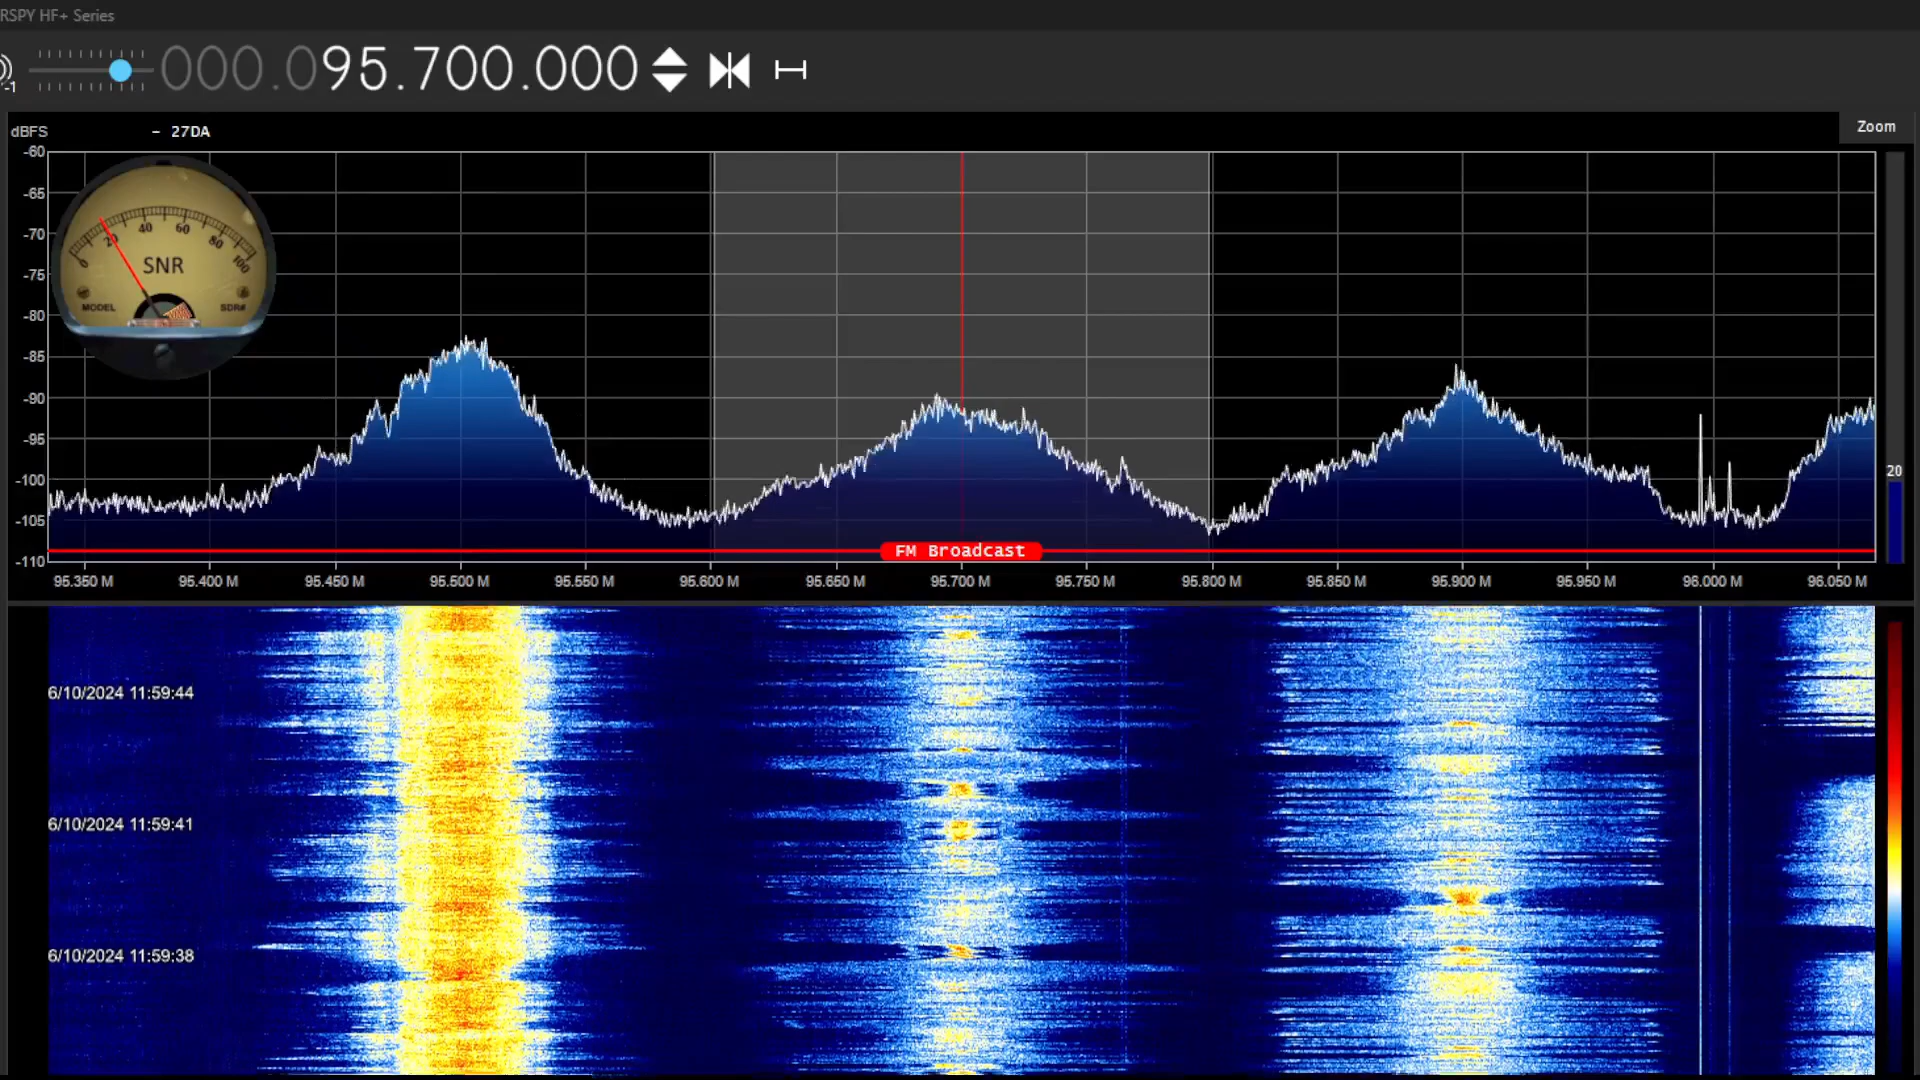 RSPY HF+ Series
-1
000.095.700.000
dBFS
- 27DA
Zoom
-60
-65
-70
-75
-80
-85
-90
-95
-100
-105
-110
0 20 40 60 80 100
SNR
MODEL
SDR#
20
FM Broadcast
95.350 M 95.400 M 95.450 M 95.500 M 95.550 M 95.600 M 95.650 M 95.700 M 95.750 M 95.800 M 95.850 M 95.900 M 95.950 M 96.000 M 96.050 M
6/10/2024 11:59:44
6/10/2024 11:59:41
6/10/2024 11:59:38